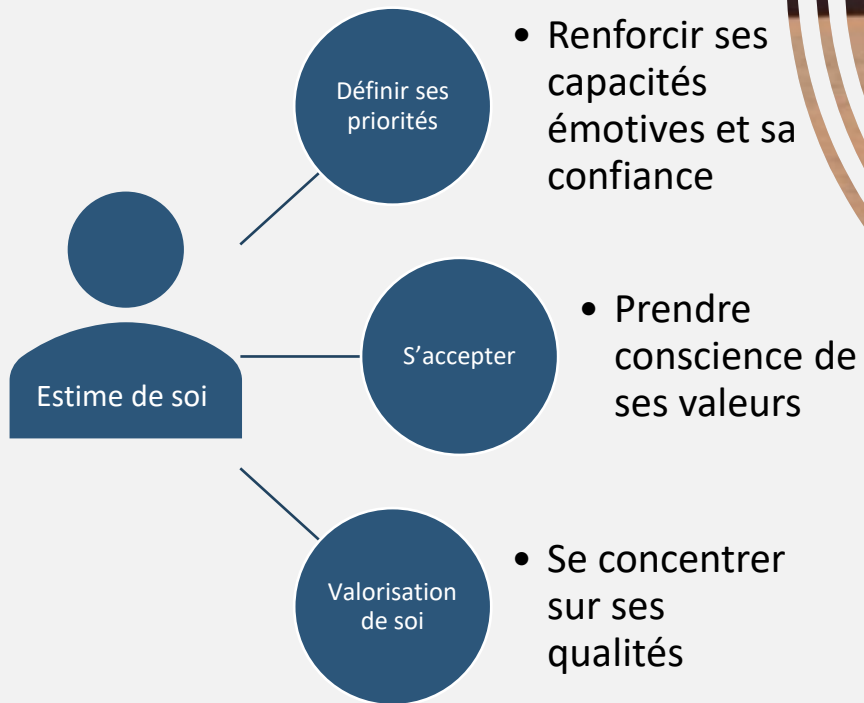 Définir ses
priorités
• Renforcir ses
capacités
émotives et sa
confiance
Estime de soi
S’accepter
• Prendre
conscience de
ses valeurs
Valorisation
de soi
• Se concentrer
sur ses
qualités